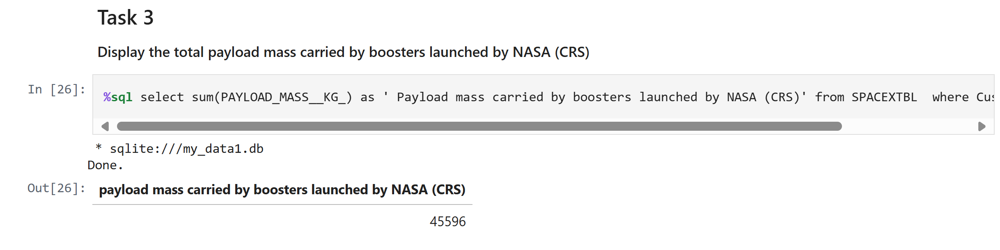 Task 3
Display the total payload mass carried by boosters launched by NASA (CRS)
In [26]:
%sql select sum(PAYLOAD_MASS__KG_) as ' Payload mass carried by boosters launched by NASA (CRS)' from SPACEXTBL  where Cus
* sqlite:///my_data1.db
Done.
Out[26]:
payload mass carried by boosters launched by NASA (CRS)
45596